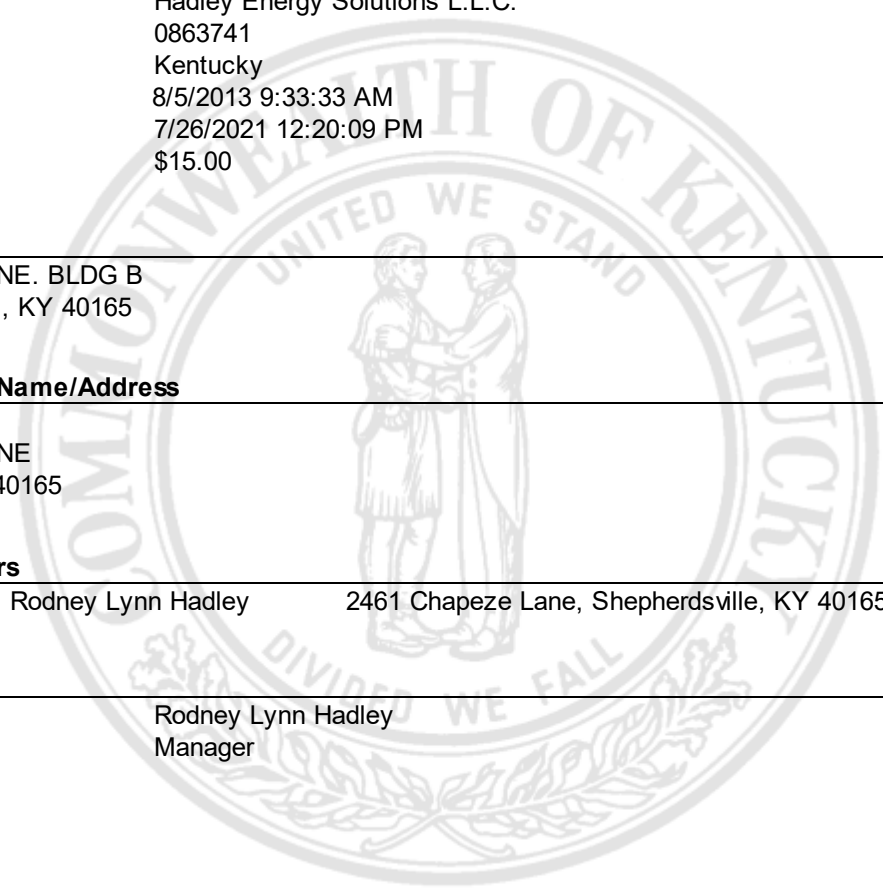 Hadley Energy Solutions L.L.C.
0863741
Kentucky
8/5/2013 9:33:33 AM
7/26/2021 12:20:09 PM
$15.00
NE. BLDG B
, KY 40165
Name/Address
NE
40165
rs
Rodney Lynn Hadley 2461 Chapeze Lane, Shepherdsville, KY 40165
Rodney Lynn Hadley
Manager
COMMONWEALTH OF KENTUCKY
UNITED WE STAND
DIVIDED WE FALL